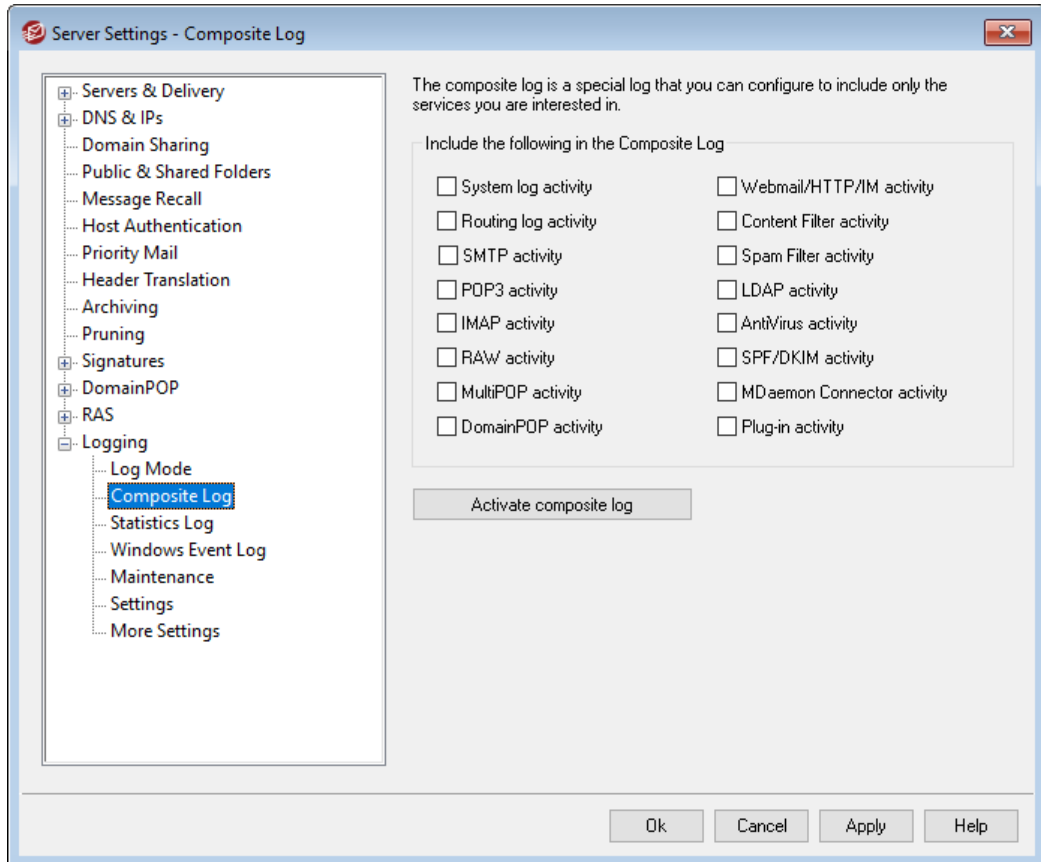 Server Settings - Composite Log
Servers & Delivery
DNS & IPs
Domain Sharing
Public & Shared Folders
Message Recall
Host Authentication
Priority Mail
Header Translation
Archiving
Pruning
Signatures
DomainPOP
RAS
Logging
Log Mode
Composite Log
Statistics Log
Windows Event Log
Maintenance
Settings
More Settings
The composite log is a special log that you can configure to include only the
services you are interested in.
Include the following in the Composite Log
System log activity
Routing log activity
SMTP activity
POP3 activity
IMAP activity
RAW activity
MultiPOP activity
DomainPOP activity
Webmail/HTTP/IM activity
Content Filter activity
Spam Filter activity
LDAP activity
AntiVirus activity
SPF/DKIM activity
MDaemon Connector activity
Plug-in activity
Activate composite log
Ok
Cancel
Apply
Help